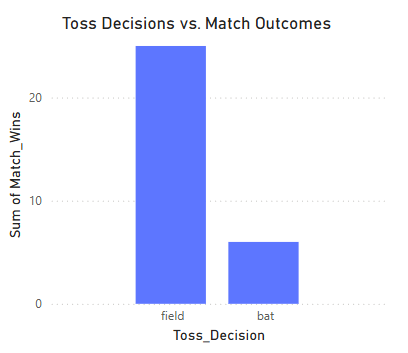 Toss Decisions vs. Match Outcomes
Sum of Match_Wins
20
10
0
field
bat
Toss_Decision